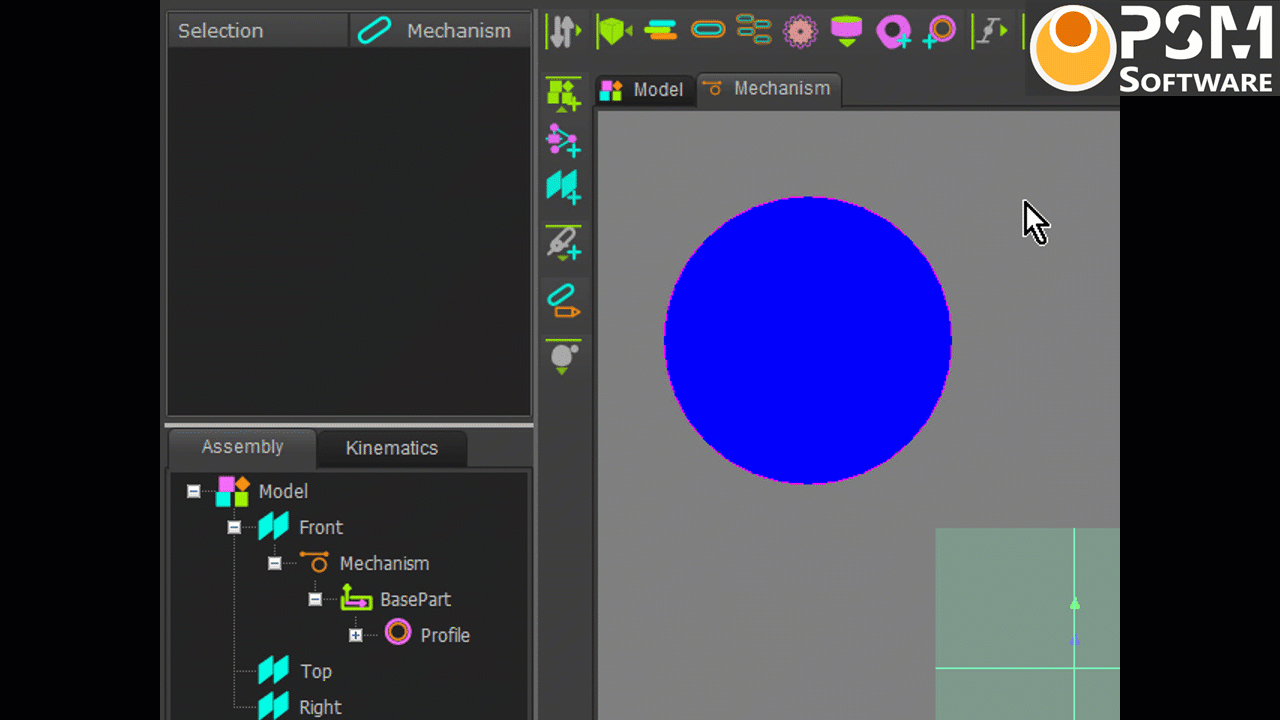 Selection
Mechanism
PSM
SOFTWARE
Model
Mechanism
Assembly
Kinematics
Model
Front
Mechanism
BasePart
Profile
Top
Right